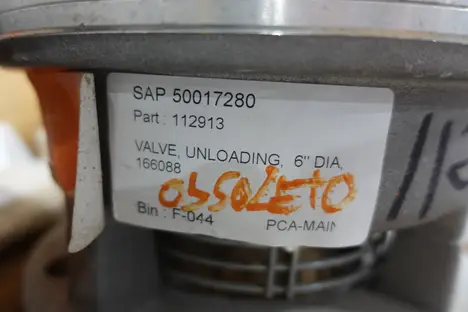 SAP 50017280
Part : 112913
VALVE, UNLOADING, 6" DIA,
166088
obsoleto
Bin : F-044 PCA-MAIN